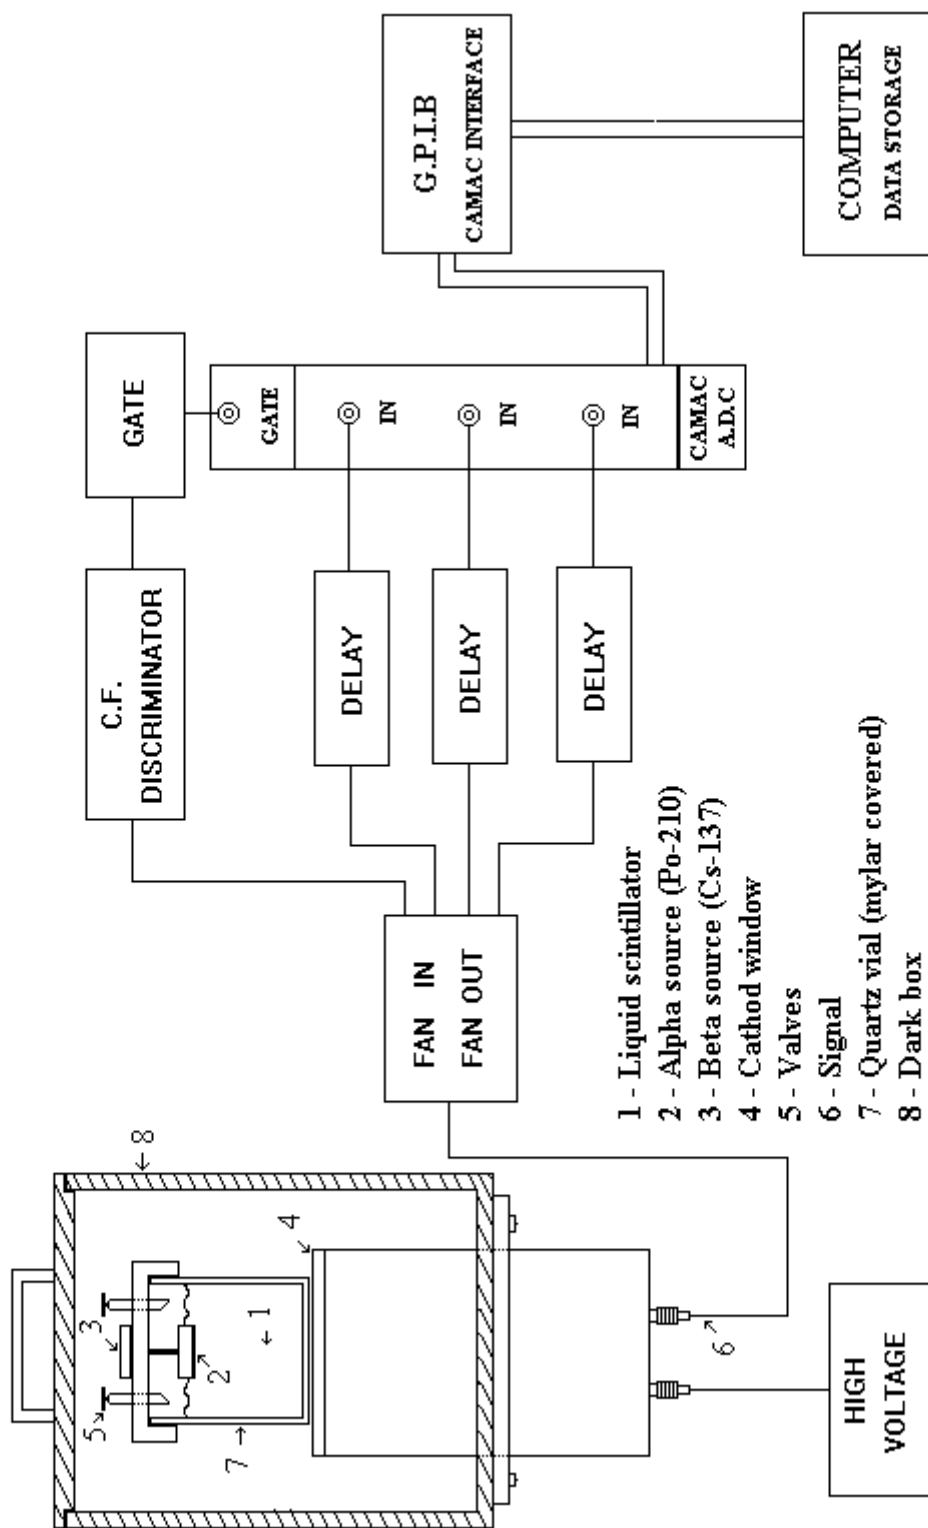 8
4
3
5
1
2
7
6
HIGH
VOLTAGE
FAN IN
FAN OUT
C.F.
DISCRIMINATOR
GATE
DELAY
DELAY
DELAY
GATE
IN
IN
IN
CAMAC
A.D.C
G.P.I.B
CAMAC INTERFACE
COMPUTER
DATA STORAGE
1 - Liquid scintillator
2 - Alpha source (Po-210)
3 - Beta source (Cs-137)
4 - Cathod window
5 - Valves
6 - Signal
7 - Quartz vial (mylar covered)
8 - Dark box